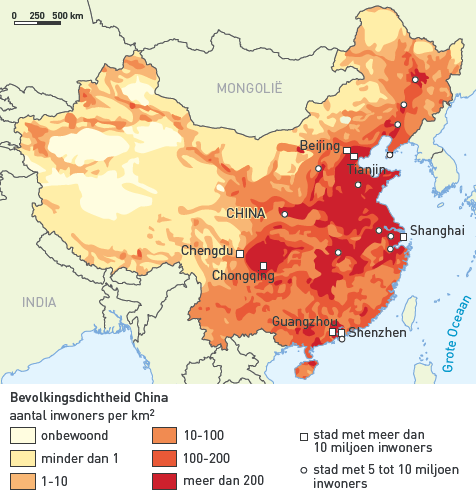 0 250 500 km
MONGOLIË
Beijing
Tianjin
CHINA
Shanghai
Chengdu
Chongqing
INDIA
Guangzhou
Shenzhen
Grote Oceaan
Bevolkingsdichtheid China
aantal inwoners per km²
onbewoond
minder dan 1
1-10
10-100
100-200
meer dan 200
stad met meer dan
10 miljoen inwoners
stad met 5 tot 10 miljoen
inwoners